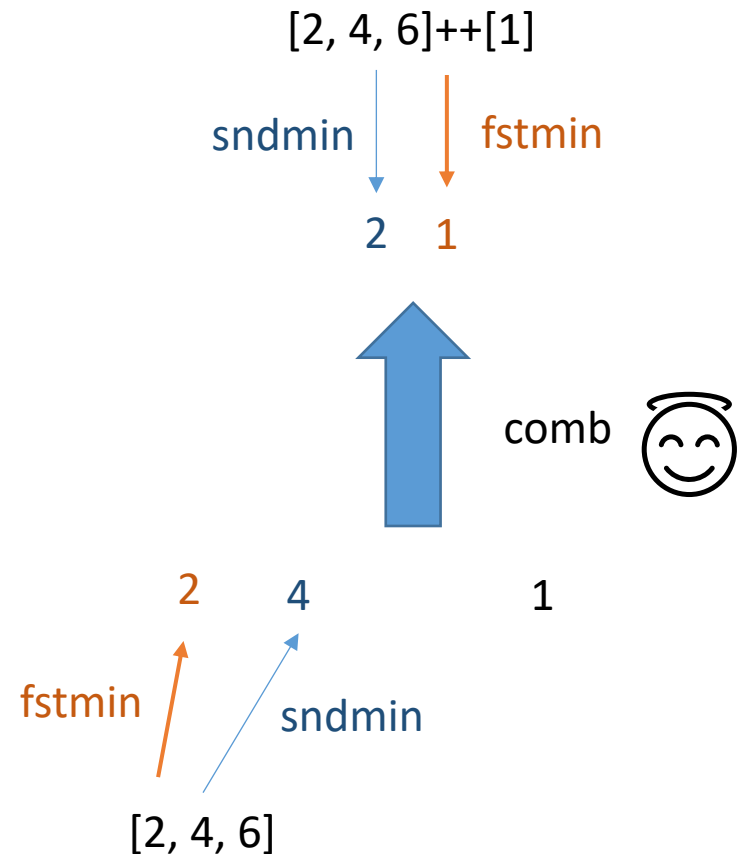 [2, 4, 6]++[1]
sndmin fstmin
2 1
comb
2 4 1
fstmin
sndmin
[2, 4, 6]